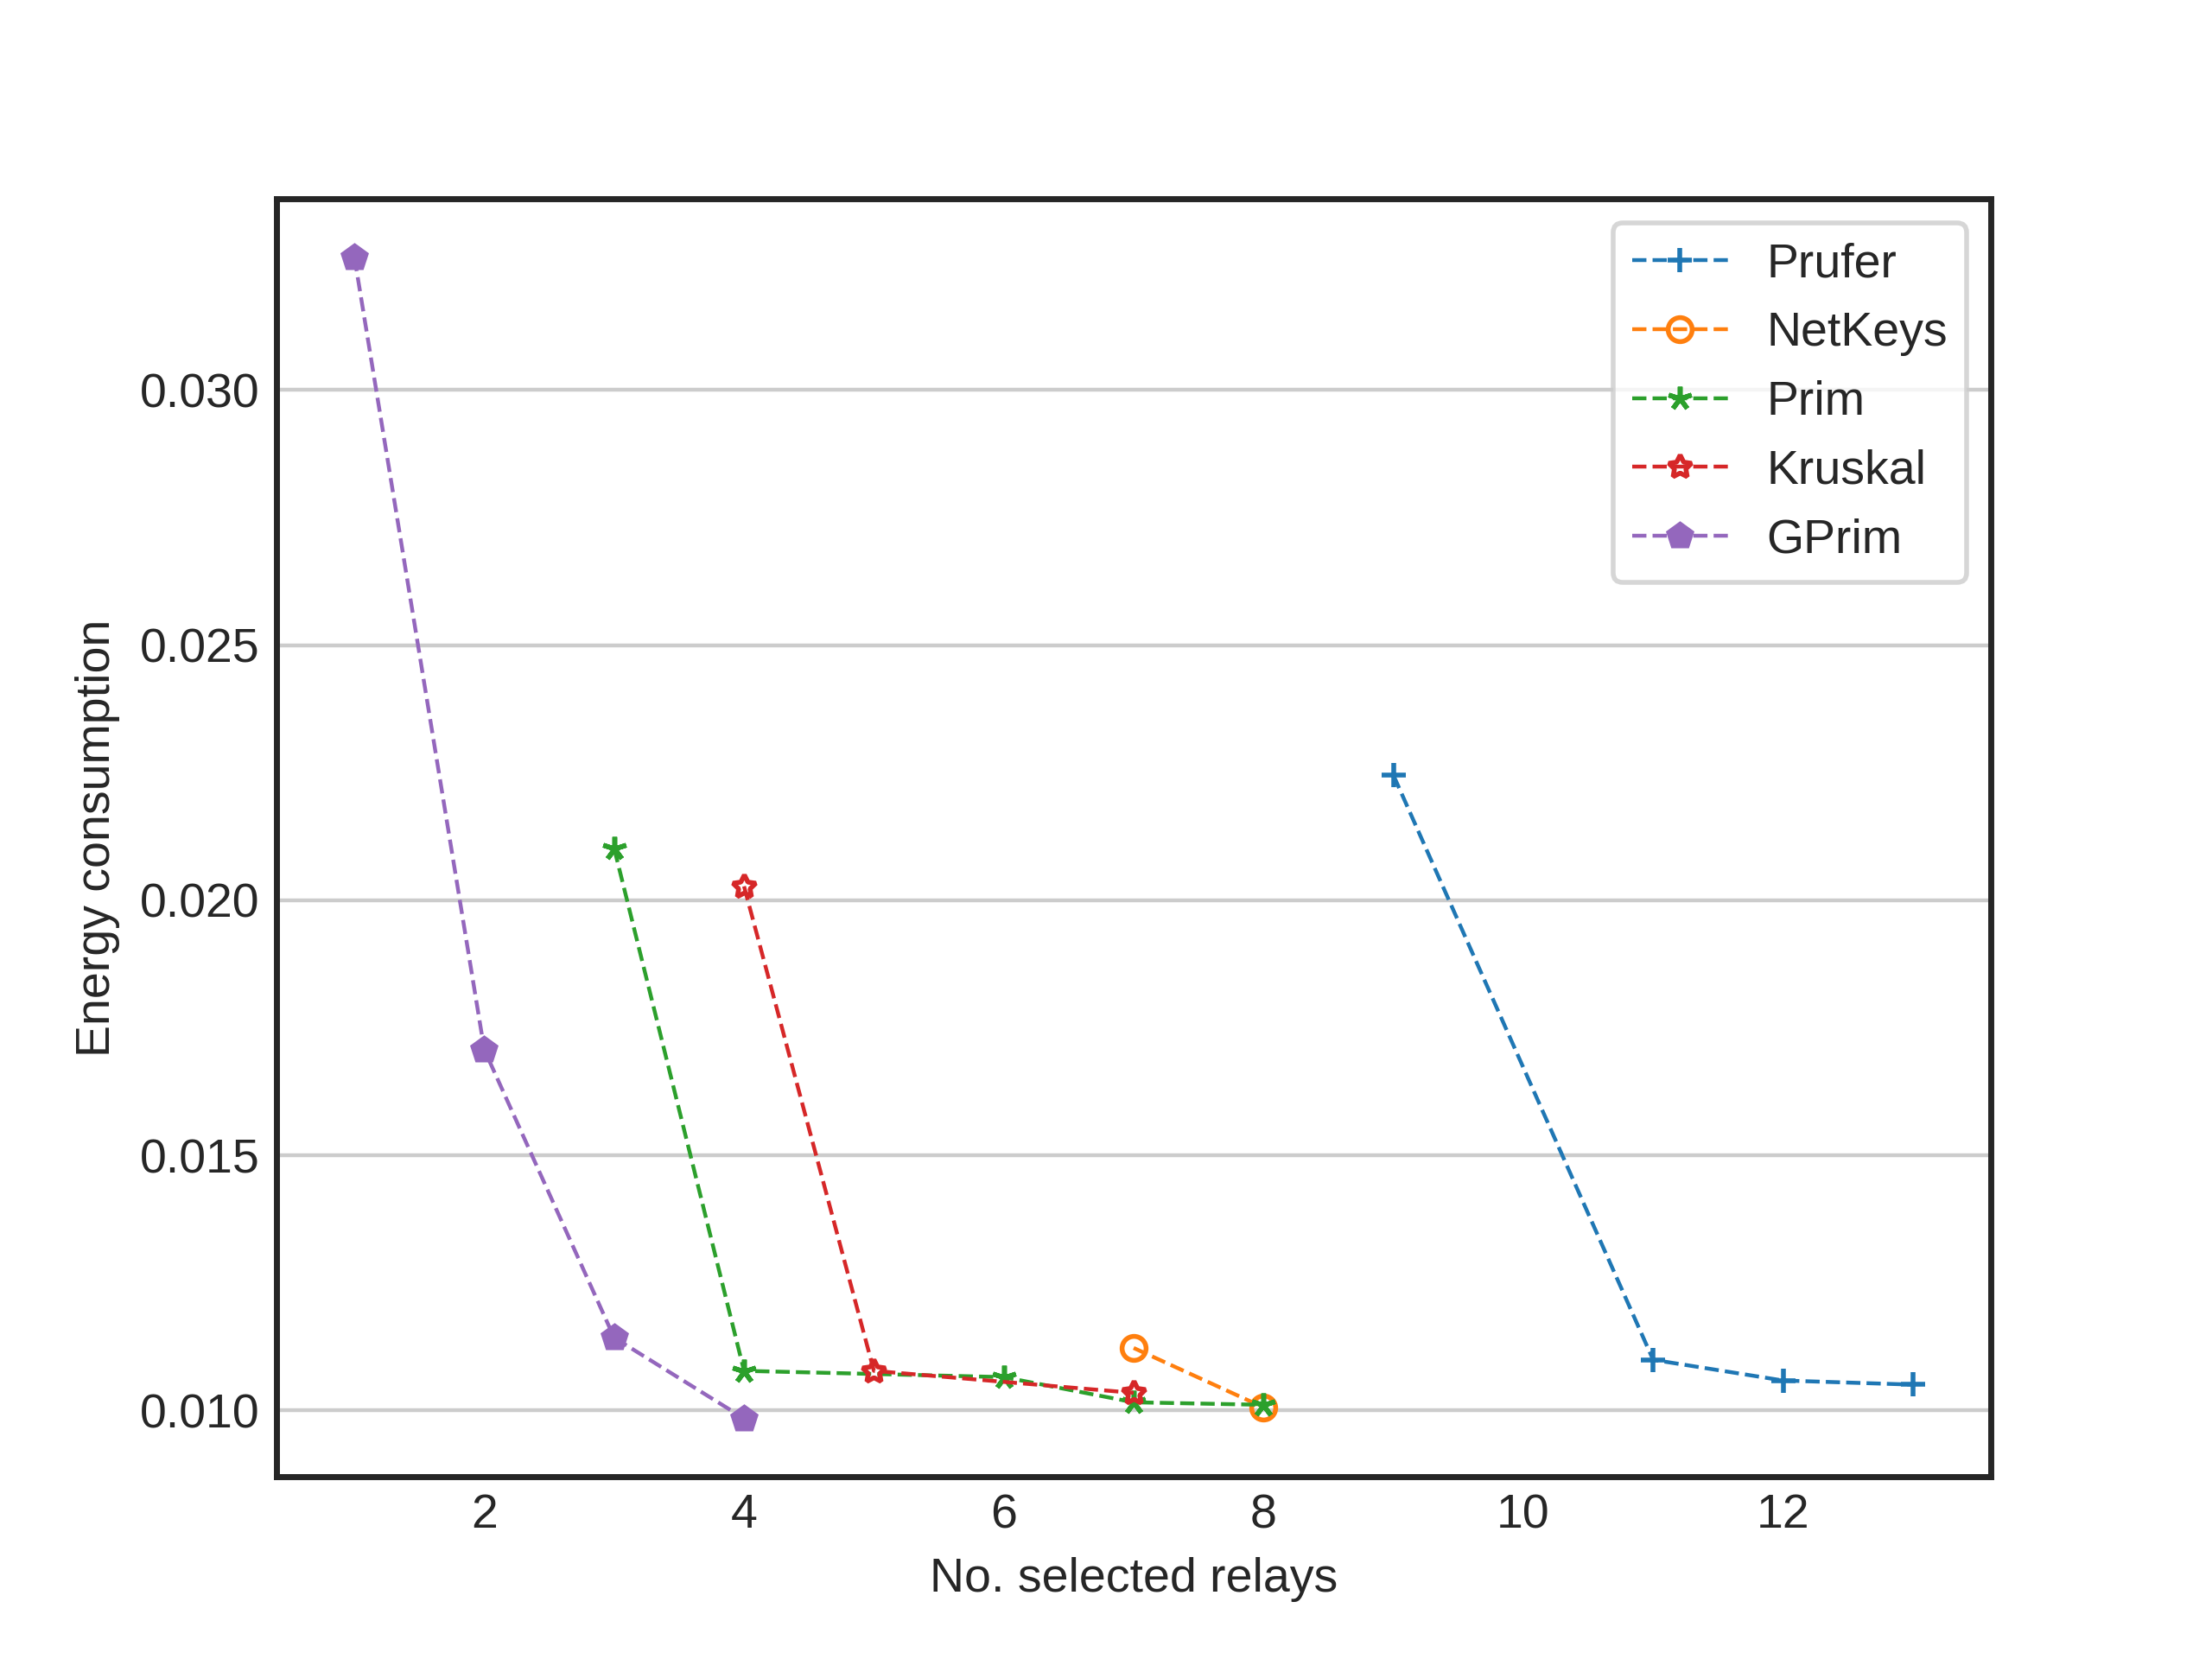 Prufer
NetKeys
Prim
Kruskal
GPrim
0.030
0.025
0.020
0.015
0.010
Energy consumption
2 4 6 8 10 12
No. selected relays